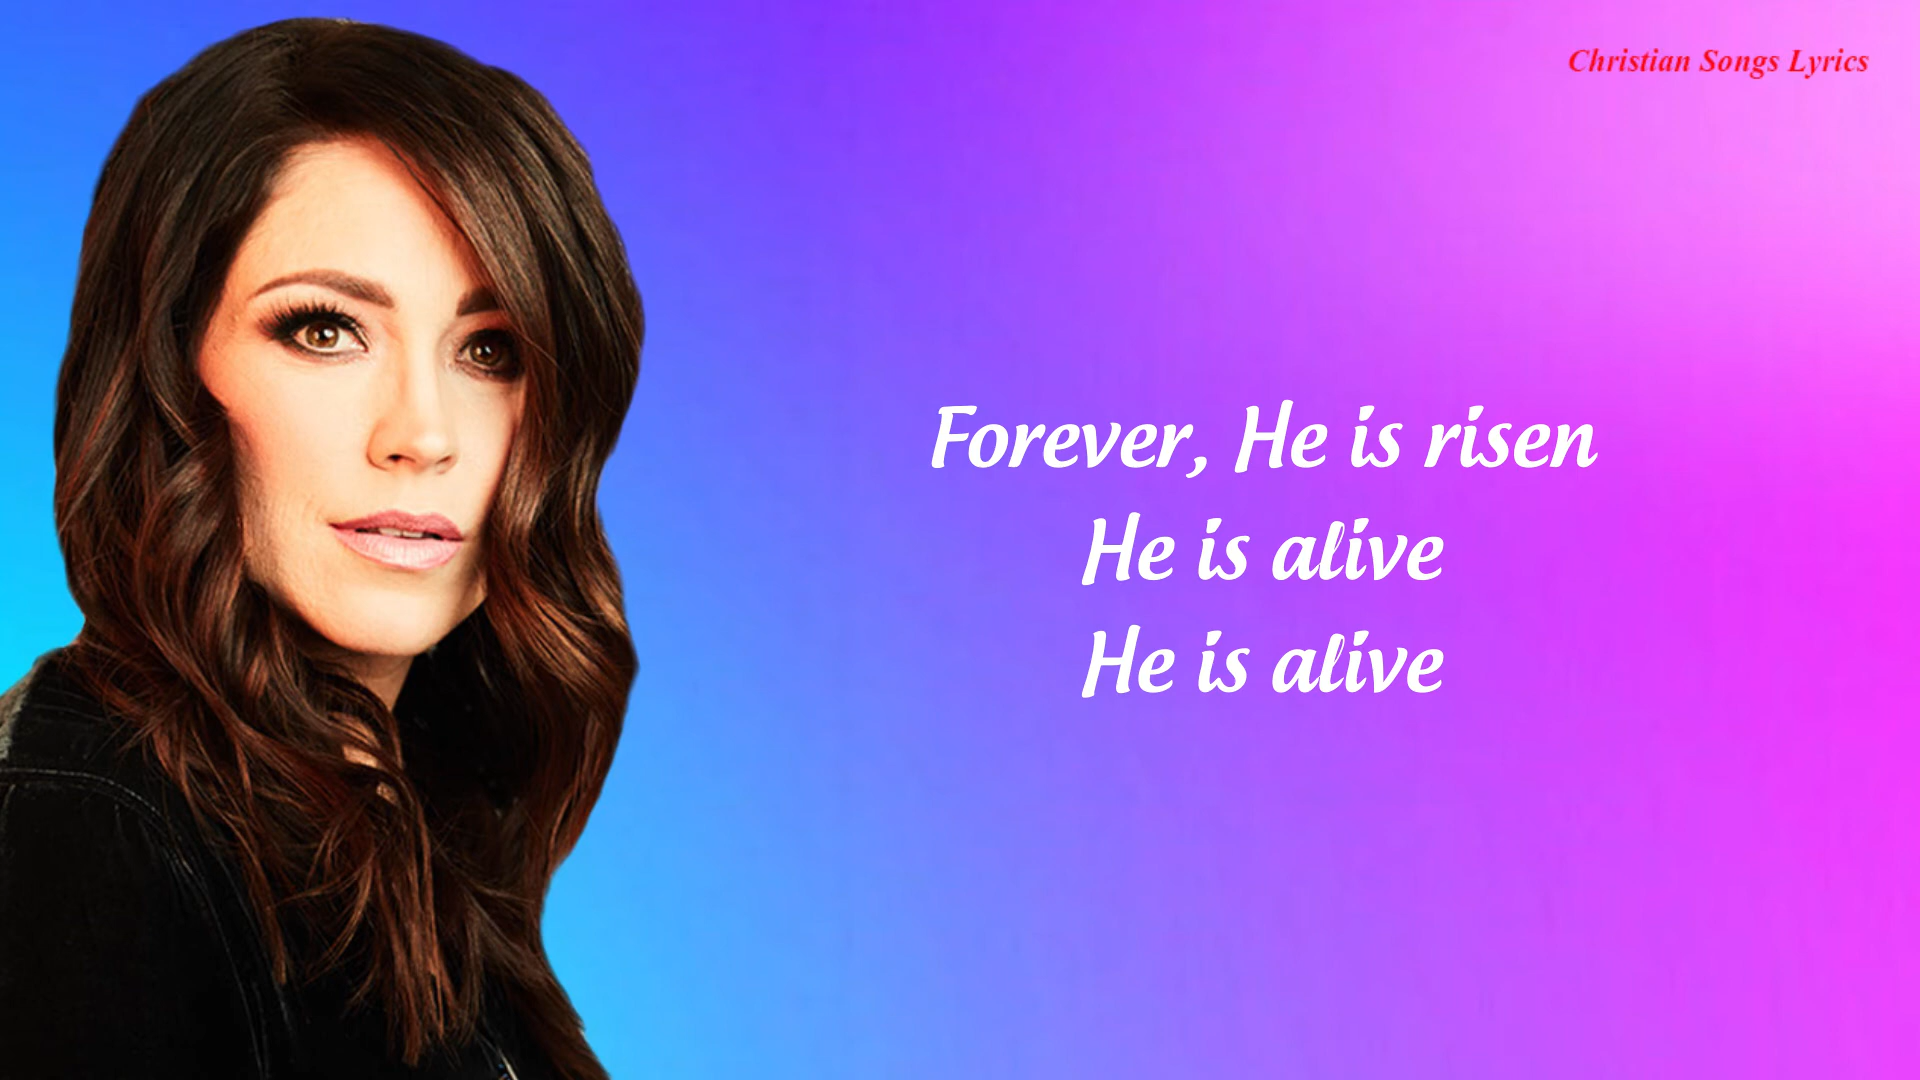 Christian Songs Lyrics
Forever, He is risen
He is alive
He is alive